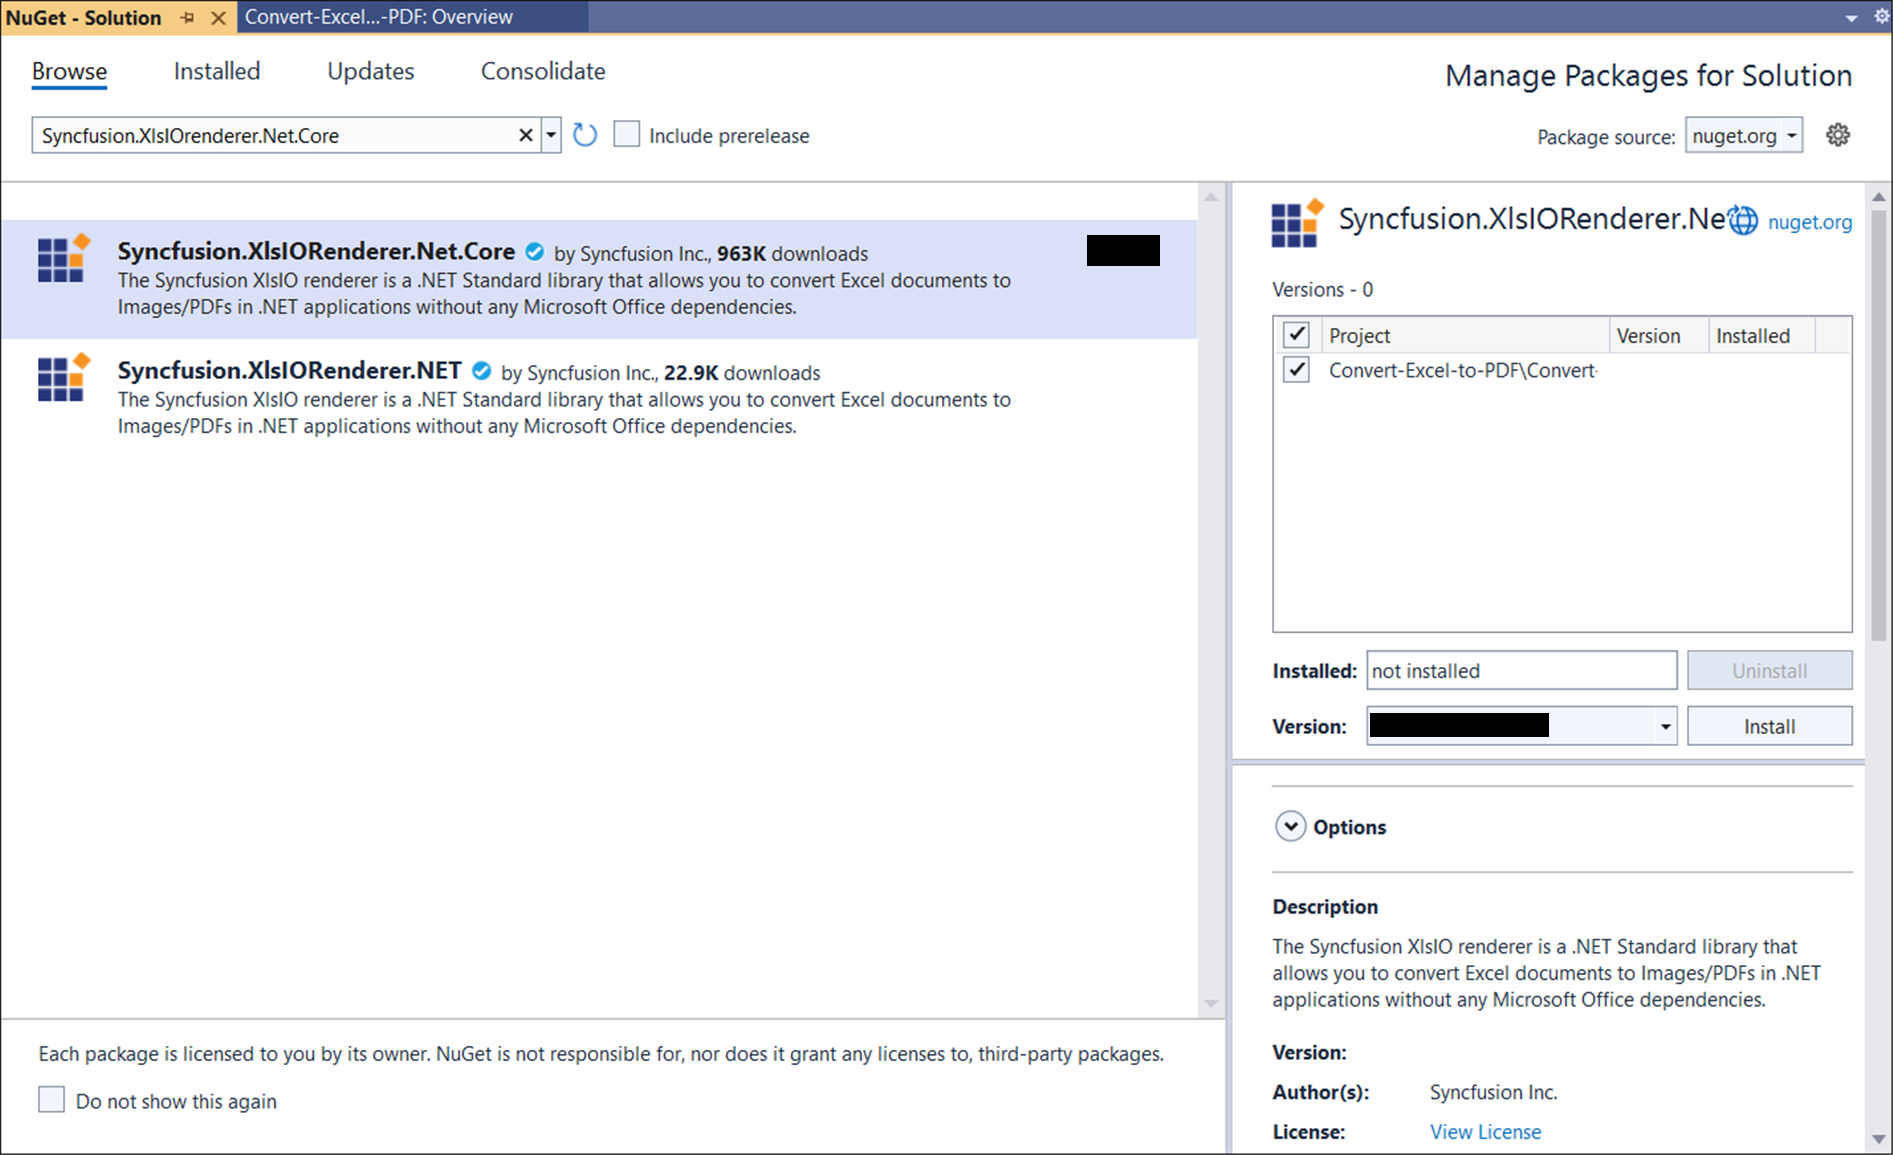 NuGet - Solution
Convert-Excel...-PDF: Overview
Browse
Installed
Updates
Consolidate
Manage Packages for Solution
Syncfusion.XlsIOrenderer.Net.Core
Include prerelease
Package source:
nuget.org
Syncfusion.XlsIORenderer.Net.Core by Syncfusion Inc., 963K downloads
The Syncfusion XlsIO renderer is a .NET Standard library that allows you to convert Excel documents to
Images/PDFs in .NET applications without any Microsoft Office dependencies.
Syncfusion.XlsIORenderer.NET by Syncfusion Inc., 22.9K downloads
The Syncfusion XlsIO renderer is a .NET Standard library that allows you to convert Excel documents to
Images/PDFs in .NET applications without any Microsoft Office dependencies.
Each package is licensed to you by its owner. NuGet is not responsible for, nor does it grant any licenses to, third-party packages.
Do not show this again
Syncfusion.XlsIORenderer.Ne
nuget.org
Versions - 0
Project
Version
Installed
Convert-Excel-to-PDF\Convert-
Installed:
not installed
Uninstall
Version:
Install
Options
Description
The Syncfusion XlsIO renderer is a .NET Standard library that
allows you to convert Excel documents to Images/PDFs in .NET
applications without any Microsoft Office dependencies.
Version:
Author(s):
Syncfusion Inc.
License:
View License